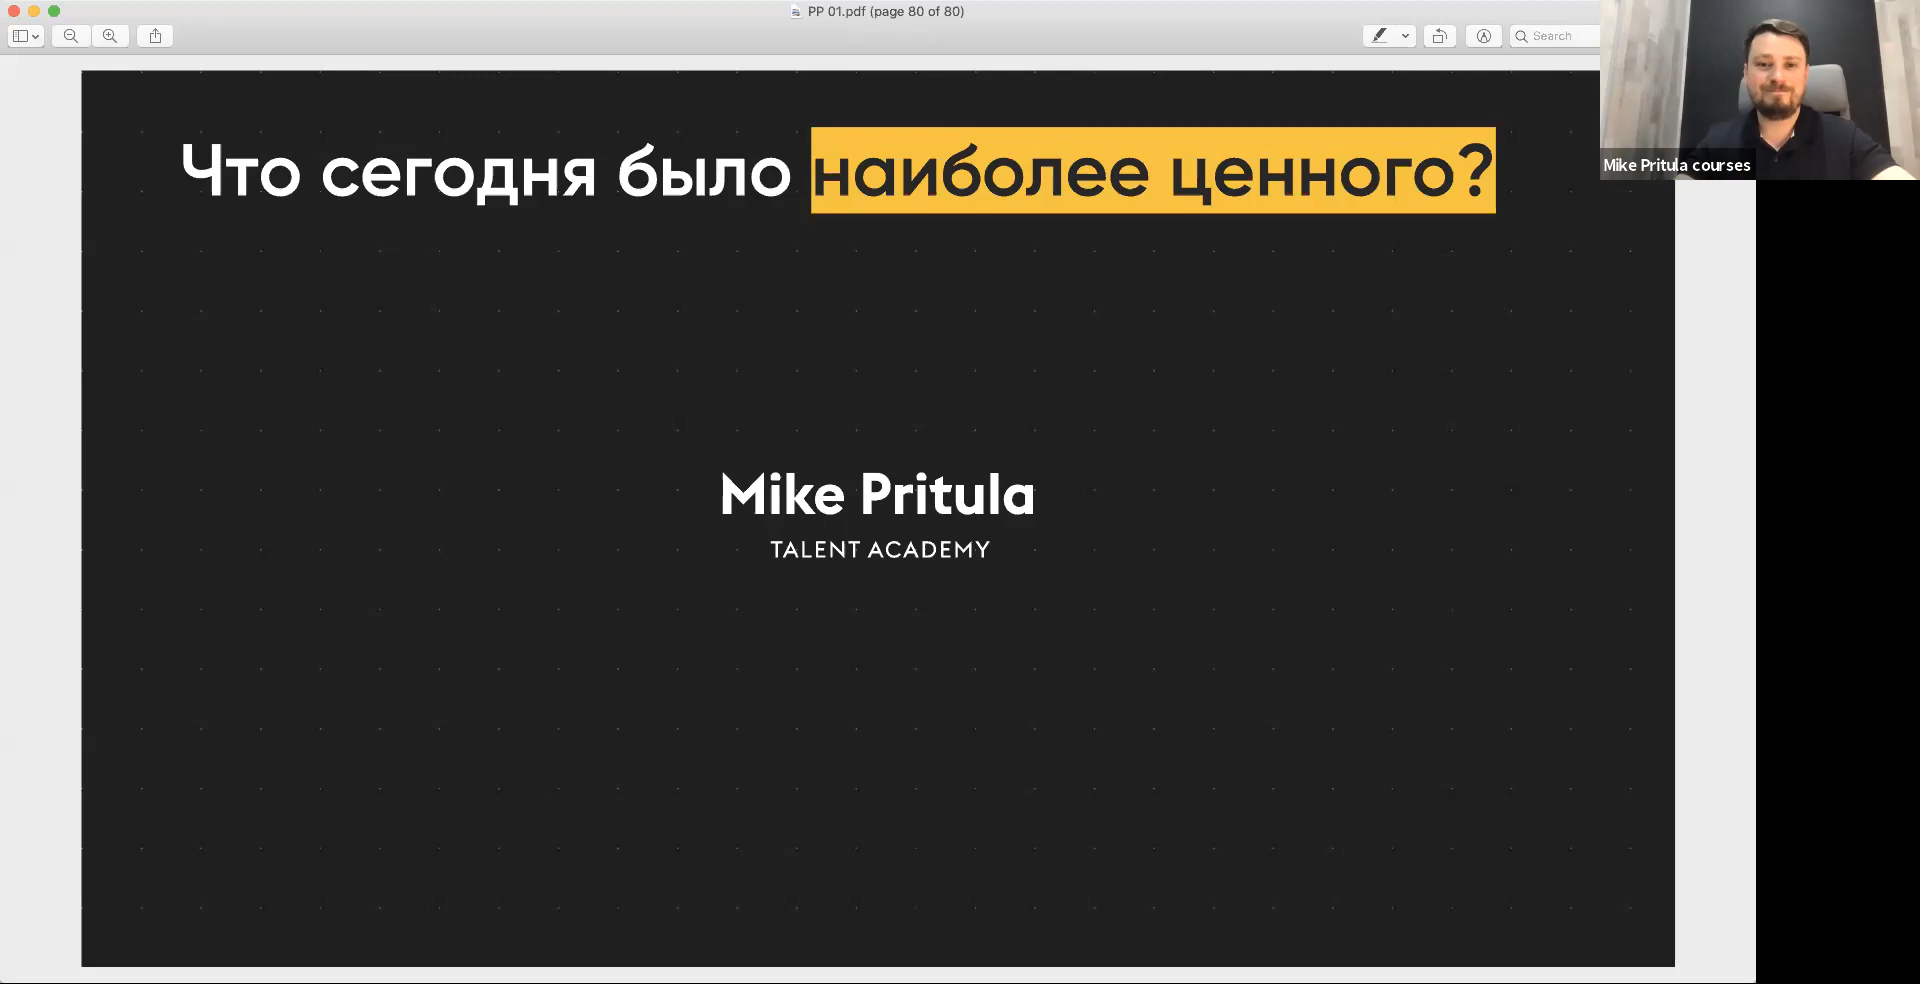 PP 01.pdf (page 80 of 80)
Search
Что сегодня было наиболее ценного?
Mike Pritula courses
Mike Pritula
TALENT ACADEMY